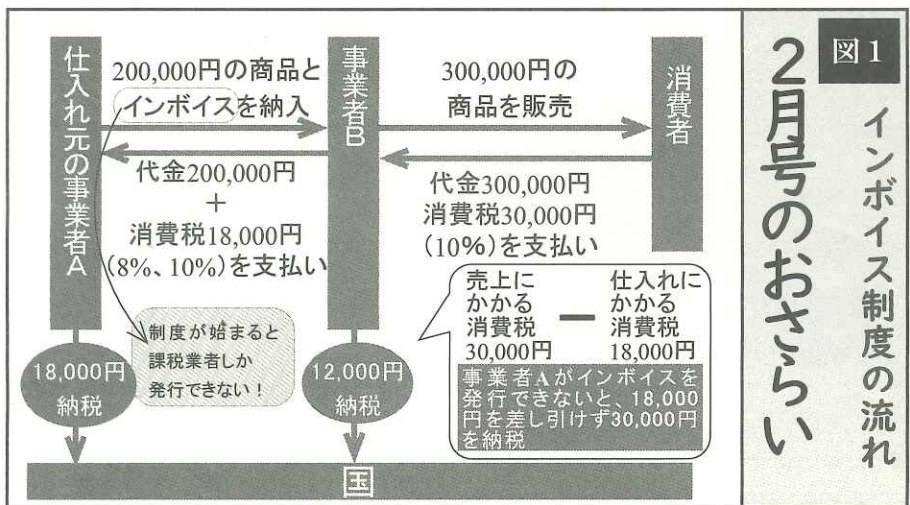 図1
インボイス制度の流れ
2月号のおさらい
仕入れ元の事業者A
200,000円の商品と
インボイスを納入
事業者B
300,000円の
商品を販売
消費者
代金200,000円
+
消費税18,000円
(8%、10%)を支払い
代金300,000円
消費税30,000円
(10%)を支払い
制度が始まると
課税業者しか
発行できない!
売上に
かかる
消費税
30,000円
ー
仕入れに
かかる
消費税
18,000円
事業者Aがインボイスを
発行できないと、18,000
円を差し引けず30,000円
を納税
18,000円
納税
12,000円
納税
国